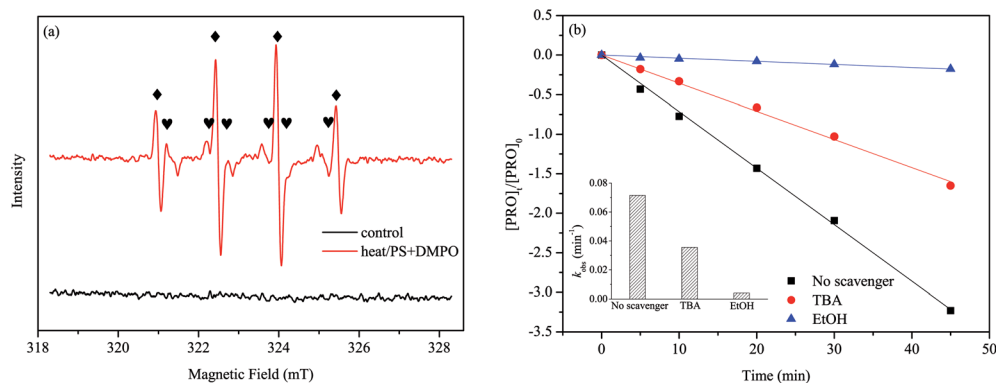 (a)
Intensity
control
heat/PS+DMPO
318 320 322 324 326 328
Magnetic Field (mT)
(b)
0.5
0.0
-0.5
-1.0
-1.5
-2.0
-2.5
-3.0
-3.5
[PRO]t/[PRO]0
0.08
0.06
0.04
0.02
0.00
kobs (min-1)
No scavenger TBA EtOH
No scavenger
TBA
EtOH
0 10 20 30 40 50
Time (min)